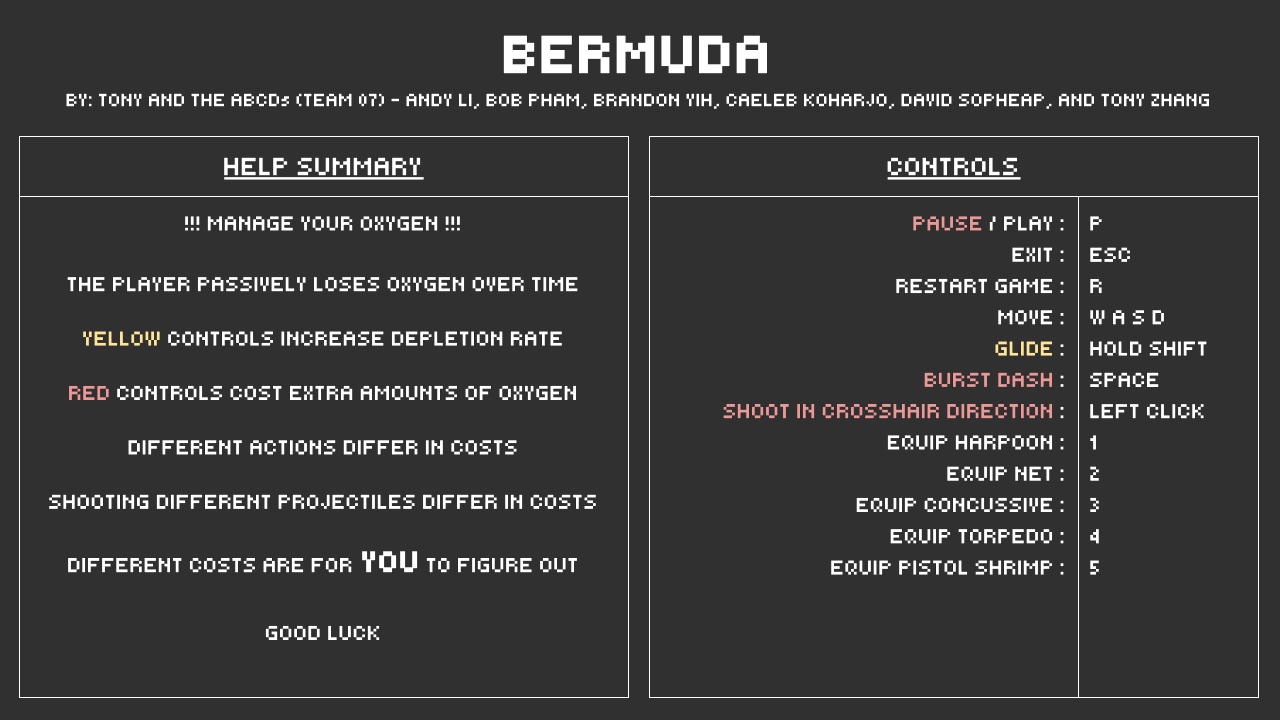 BERMUDA
BY: TONY AND THE ABCDs (TEAM 07) - ANDY LI, BOB PHAM, BRANDON YIH, CAELEB KOHARJO, DAVID SOPHEAP, AND TONY ZHANG
HELP SUMMARY
!!! MANAGE YOUR OXYGEN !!!
THE PLAYER PASSIVELY LOSES OXYGEN OVER TIME
YELLOW CONTROLS INCREASE DEPLETION RATE
RED CONTROLS COST EXTRA AMOUNTS OF OXYGEN
DIFFERENT ACTIONS DIFFER IN COSTS
SHOOTING DIFFERENT PROJECTILES DIFFER IN COSTS
DIFFERENT COSTS ARE FOR YOU TO FIGURE OUT
GOOD LUCK
CONTROLS
PAUSE / PLAY : P
EXIT : ESC
RESTART GAME : R
MOVE : W A S D
GLIDE : HOLD SHIFT
BURST DASH : SPACE
SHOOT IN CROSSHAIR DIRECTION : LEFT CLICK
EQUIP HARPOON : 1
EQUIP NET : 2
EQUIP CONCUSSIVE : 3
EQUIP TORPEDO : 4
EQUIP PISTOL SHRIMP : 5